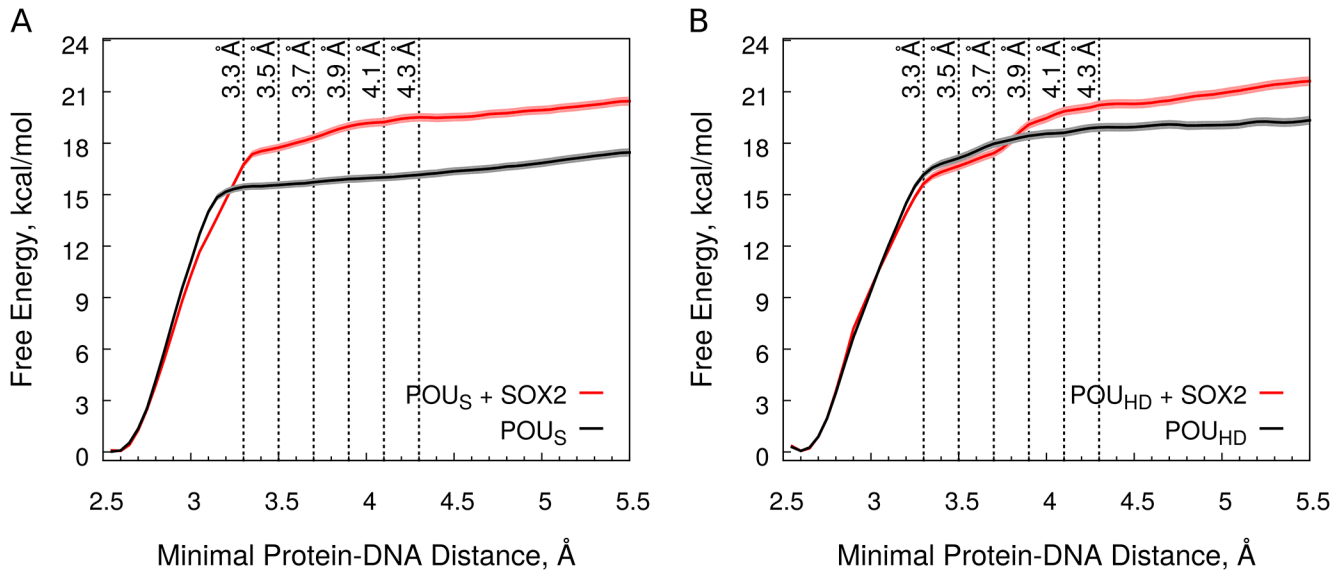 A
Free Energy, kcal/mol
24
21
18
15
12
9
6
3
0
3.3 Å
3.5 Å
3.7 Å
3.9 Å
4.1 Å
4.3 Å
POU_S + SOX2
POU_S
2.5 3 3.5 4 4.5 5 5.5
Minimal Protein-DNA Distance, Å
B
Free Energy, kcal/mol
24
21
18
15
12
9
6
3
0
3.3 Å
3.5 Å
3.7 Å
3.9 Å
4.1 Å
4.3 Å
POU_HD + SOX2
POU_HD
2.5 3 3.5 4 4.5 5 5.5
Minimal Protein-DNA Distance, Å